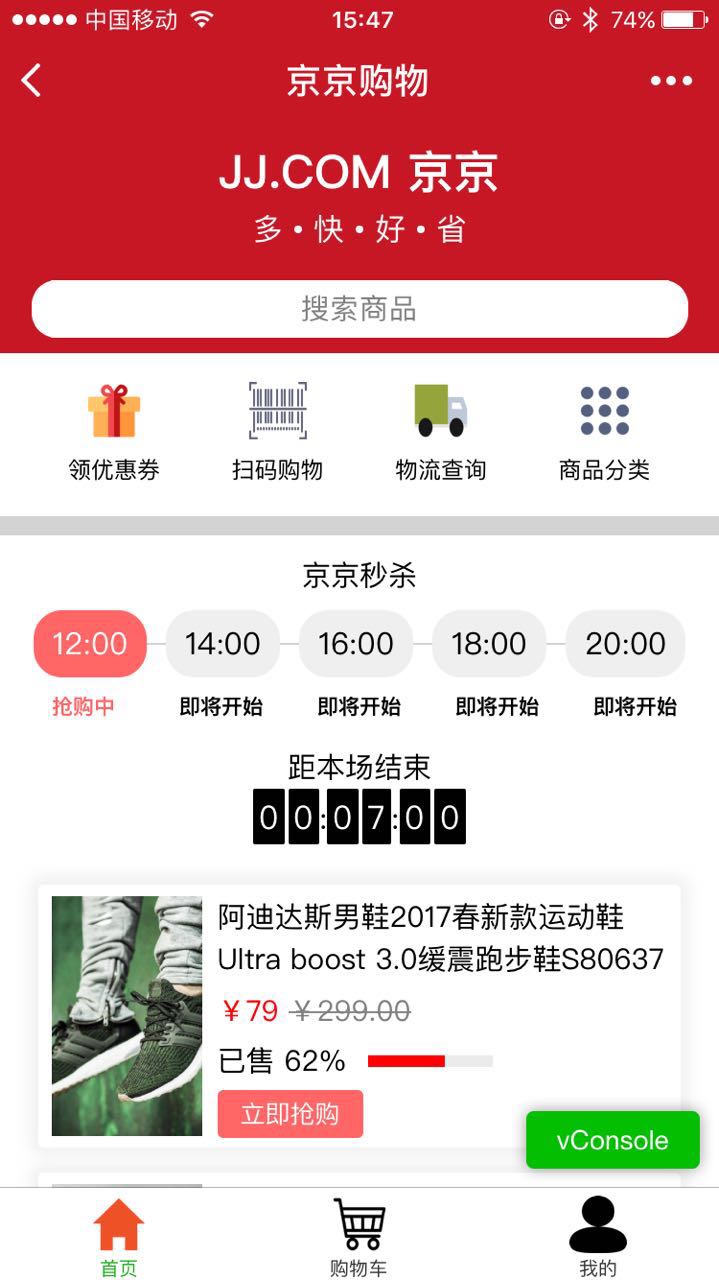 中国移动 15:47 74%
京京购物
JJ.COM 京京
多•快•好•省
搜索商品
领优惠券 扫码购物 物流查询 商品分类
京京秒杀
12:00 14:00 16:00 18:00 20:00
抢购中 即将开始 即将开始 即将开始 即将开始
距本场结束
00:07:00
阿迪达斯男鞋2017春新款运动鞋
Ultra boost 3.0缓震跑步鞋S80637
￥79 ￥299.00
已售 62%
立即抢购
vConsole
首页 购物车 我的